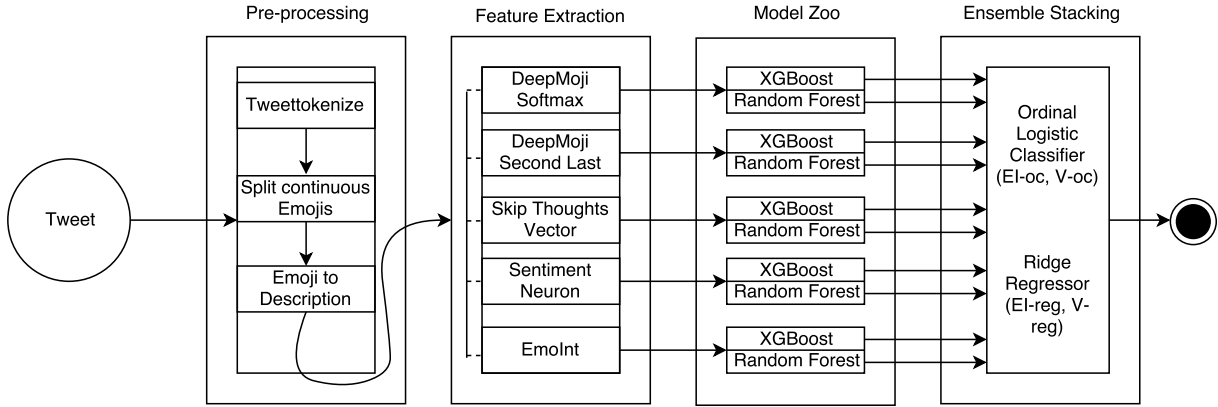 Pre-processing
Feature Extraction
Model Zoo
Ensemble Stacking
Tweet
Tweettokenize
Split continuous
Emojis
Emoji to
Description
DeepMoji
Softmax
DeepMoji
Second Last
Skip Thoughts
Vector
Sentiment
Neuron
EmoInt
XGBoost
Random Forest
XGBoost
Random Forest
XGBoost
Random Forest
XGBoost
Random Forest
XGBoost
Random Forest
Ordinal
Logistic
Classifier
(EI-oc, V-oc)
Ridge
Regressor
(EI-reg, V-
reg)